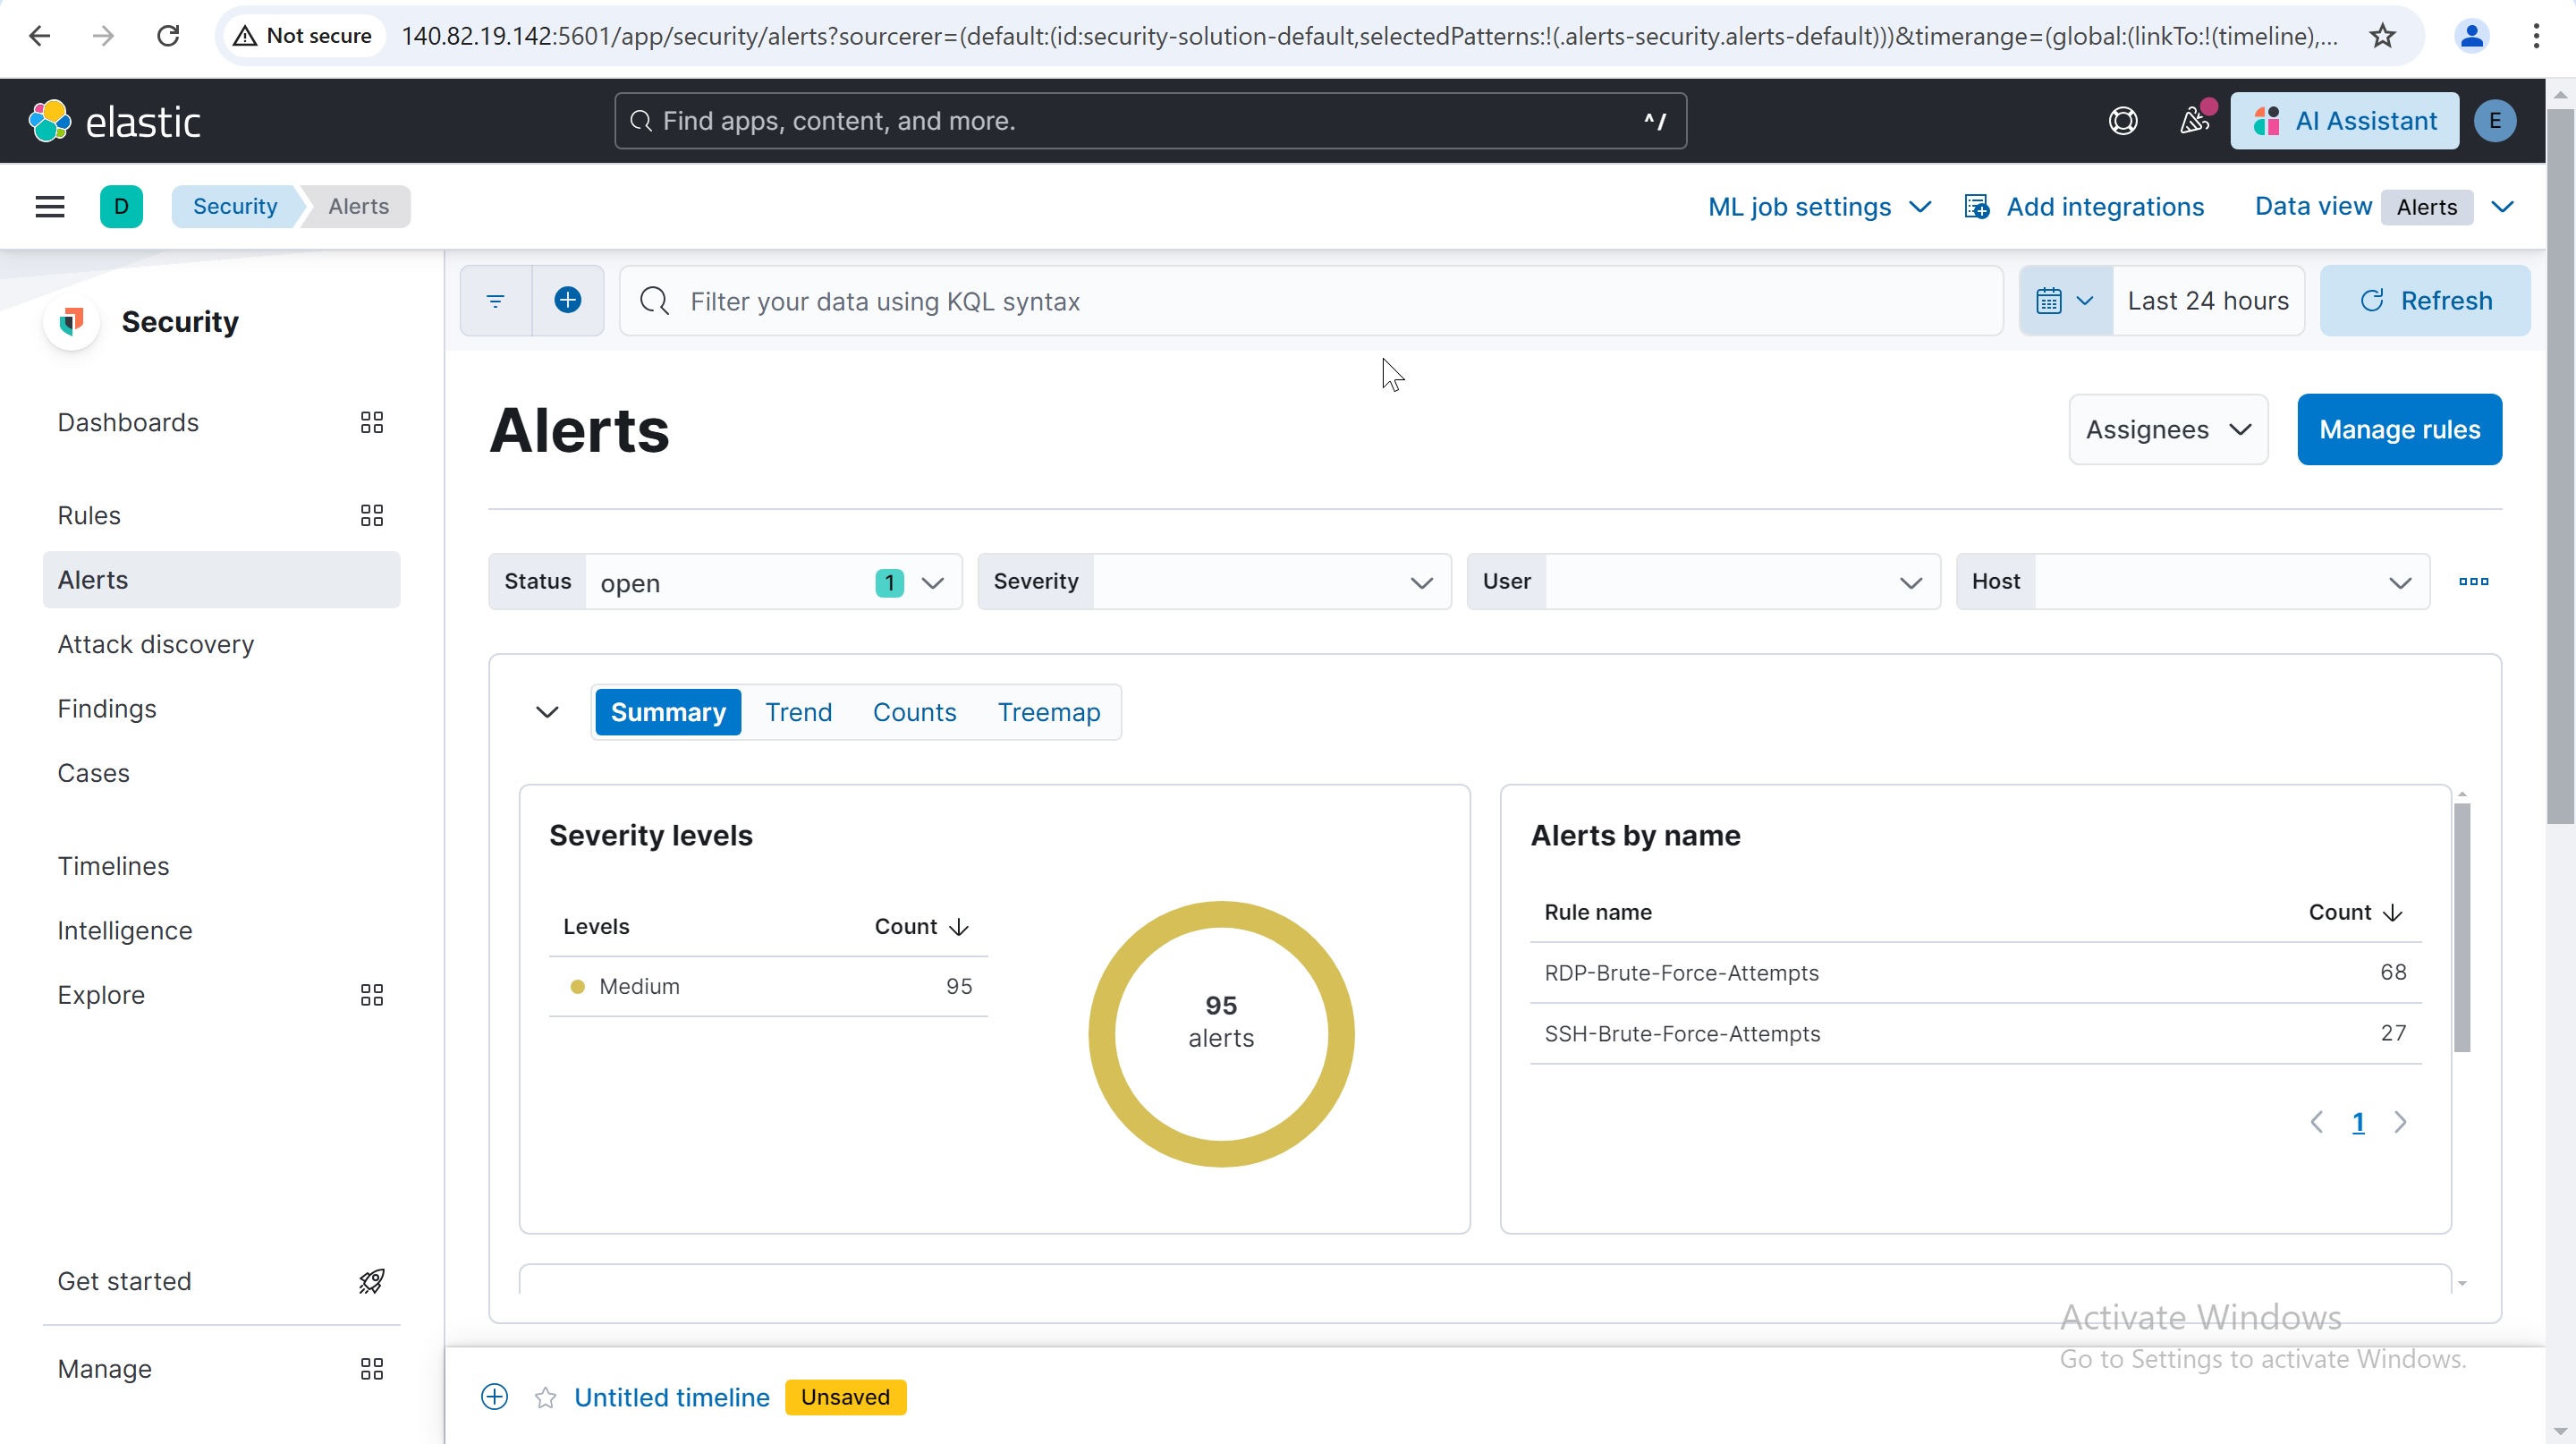 Not secure 140.82.19.142:5601/app/security/alerts?sourcerer=(default:(id:security-solution-default,selectedPatterns:!(.alerts-security.alerts-default)))&timerange=(global:(linkTo:!(timeline),...
elastic Find apps, content, and more. ^/ AI Assistant E
D Security Alerts ML job settings Add integrations Data view Alerts
Filter your data using KQL syntax Last 24 hours Refresh
Security
Dashboards
Rules
Alerts
Attack discovery
Findings
Cases
Timelines
Intelligence
Explore
Get started
Manage
Alerts
Assignees Manage rules
Status open 1 Severity User Host
Summary Trend Counts Treemap
Severity levels
Levels Count
Medium 95
95
alerts
Alerts by name
Rule name Count
RDP-Brute-Force-Attempts 68
SSH-Brute-Force-Attempts 27
1
Activate Windows
Go to Settings to activate Windows.
Untitled timeline Unsaved